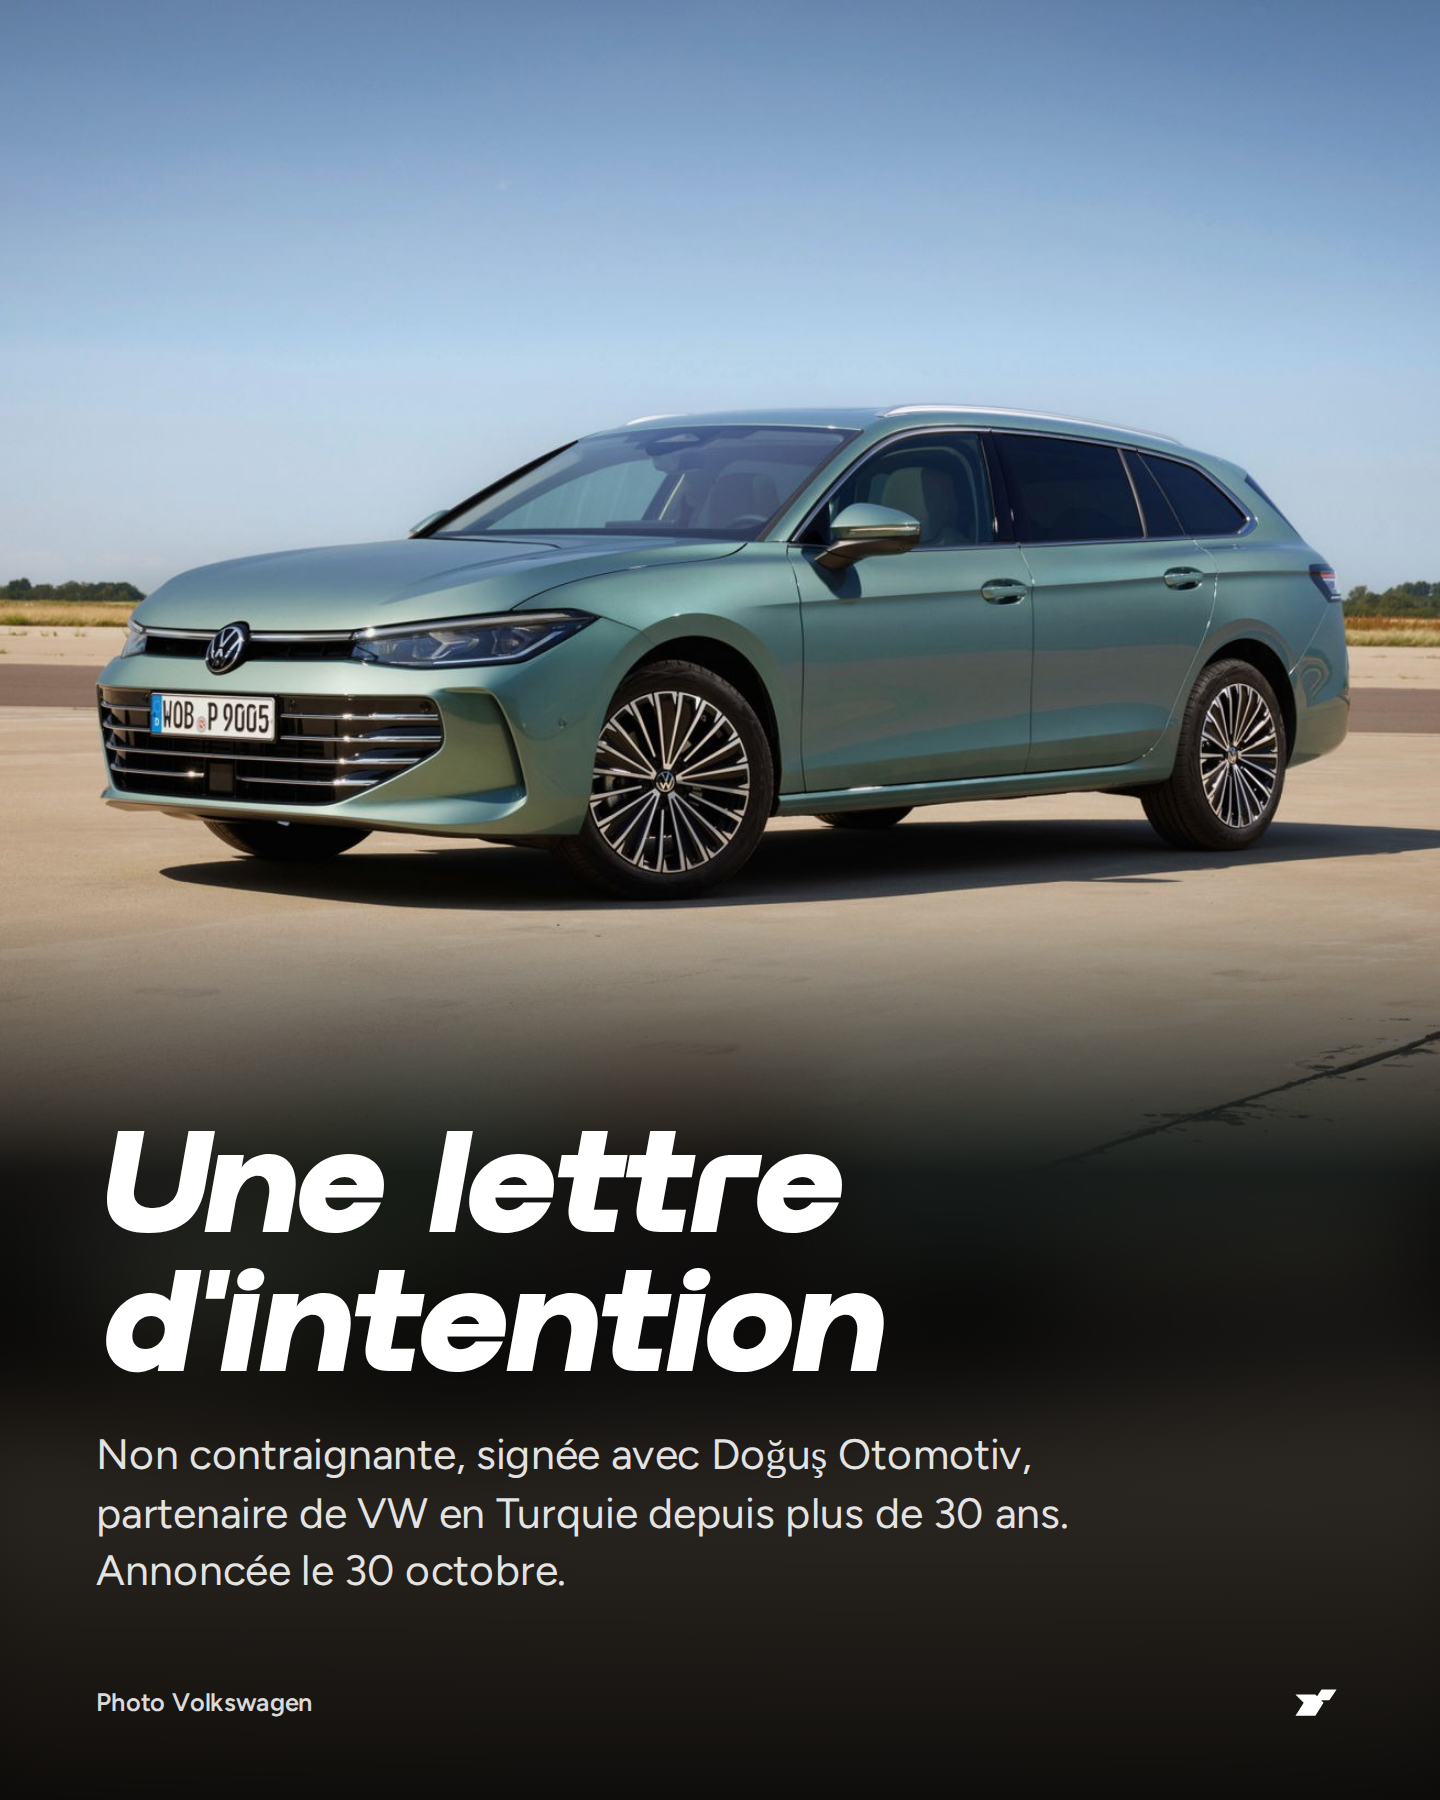 WOB P 9005
Une lettre
d'intention
Non contraignante, signée avec Doğuş Otomotiv,
partenaire de VW en Turquie depuis plus de 30 ans.
Annoncée le 30 octobre.
Photo Volkswagen